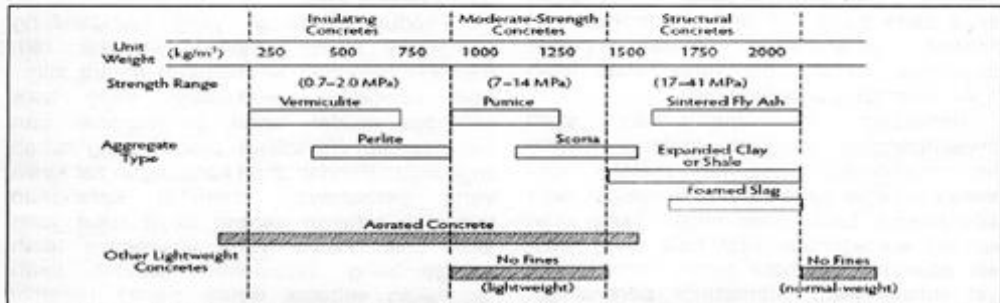 Insulating Concretes Moderate-Strength Concretes Structural Concretes
Unit Weight (kg/m³) 250 500 750 1000 1250 1500 1750 2000
Strength Range (0.7–2.0 MPa) (7–14 MPa) (17–41 MPa)
Vermiculite Pumice Sintered Fly Ash
Aggregate Type Perlite Scoria Expanded Clay or Shale
Foamed Slag
Aerated Concrete
Other Lightweight Concretes No Fines (lightweight) No Fines (normal-weight)